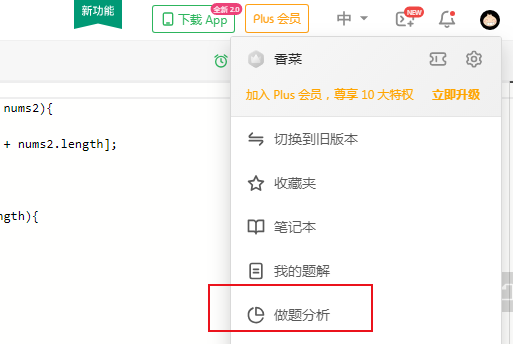 新功能
下载 App
全新 2.0
Plus 会员
中
NEW
香菜
加入 Plus 会员，尊享 10 大特权 立即升级
nums2){
+ nums2.length];
ngth){
切换到旧版本
收藏夹
笔记本
我的题解
做题分析